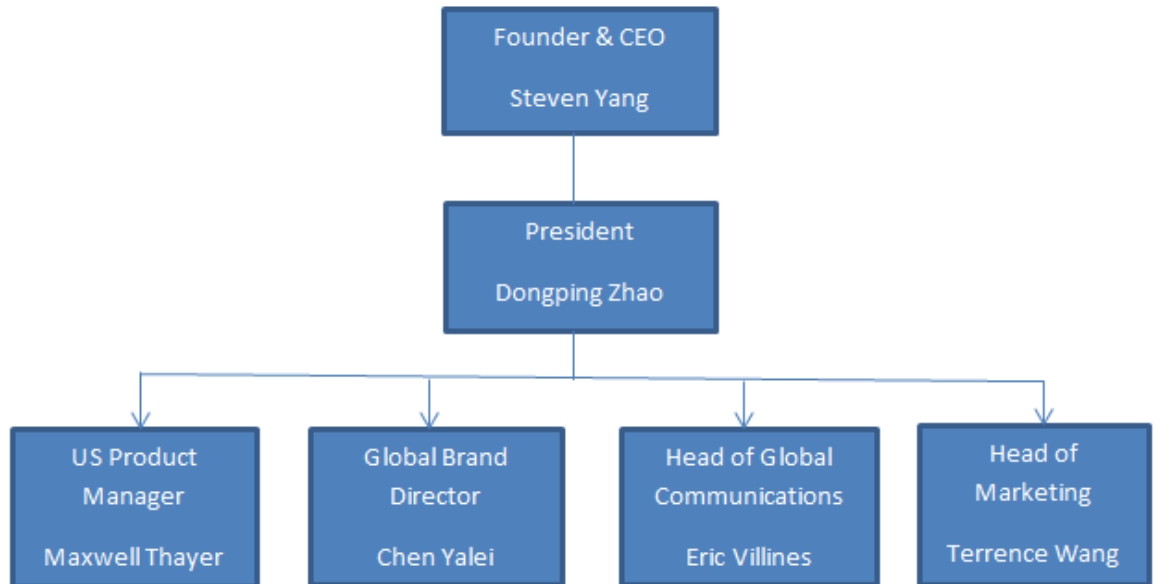 Founder & CEO
Steven Yang
President
Dongping Zhao
US Product
Manager
Maxwell Thayer
Global Brand
Director
Chen Yalei
Head of Global
Communications
Eric Villines
Head of
Marketing
Terrence Wang